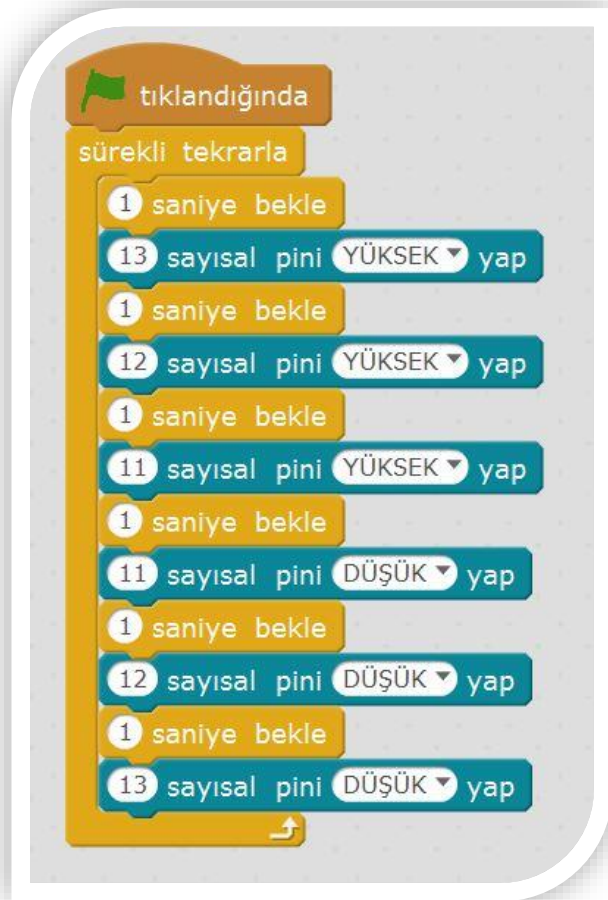 tıklandığında
sürekli tekrarla
1 saniye bekle
13 sayısal pini YÜKSEK yap
1 saniye bekle
12 sayısal pini YÜKSEK yap
1 saniye bekle
11 sayısal pini YÜKSEK yap
1 saniye bekle
11 sayısal pini DÜŞÜK yap
1 saniye bekle
12 sayısal pini DÜŞÜK yap
1 saniye bekle
13 sayısal pini DÜŞÜK yap